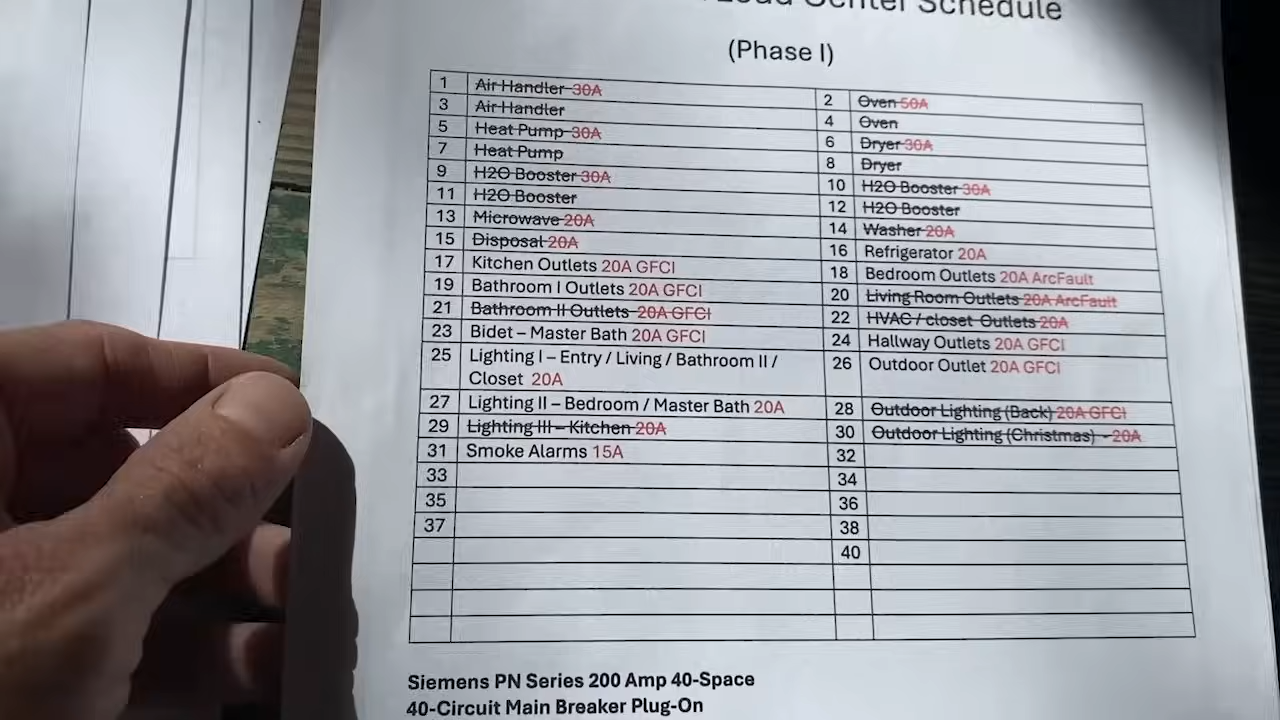 Load Center Schedule
(Phase I)
1 Air Handler 30A
2 Oven 50A
3 Air Handler
4 Oven
5 Heat Pump 30A
6 Dryer 30A
7 Heat Pump
8 Dryer
9 H2O Booster 30A
10 H2O Booster 30A
11 H2O Booster
12 H2O Booster
13 Microwave 20A
14 Washer 20A
15 Disposal 20A
16 Refrigerator 20A
17 Kitchen Outlets 20A GFCI
18 Bedroom Outlets 20A ArcFault
19 Bathroom I Outlets 20A GFCI
20 Living Room Outlets 20A ArcFault
21 Bathroom II Outlets 20A GFCI
22 HVAC / closet Outlets 20A
23 Bidet – Master Bath 20A GFCI
24 Hallway Outlets 20A GFCI
25 Lighting I – Entry / Living / Bathroom II /
Closet 20A
26 Outdoor Outlet 20A GFCI
27 Lighting II – Bedroom / Master Bath 20A
28 Outdoor Lighting (Back) 20A GFCI
29 Lighting III – Kitchen 20A
30 Outdoor Lighting (Christmas) - 20A
31 Smoke Alarms 15A
32
33
34
35
36
37
38
40
Siemens PN Series 200 Amp 40-Space
40-Circuit Main Breaker Plug-On